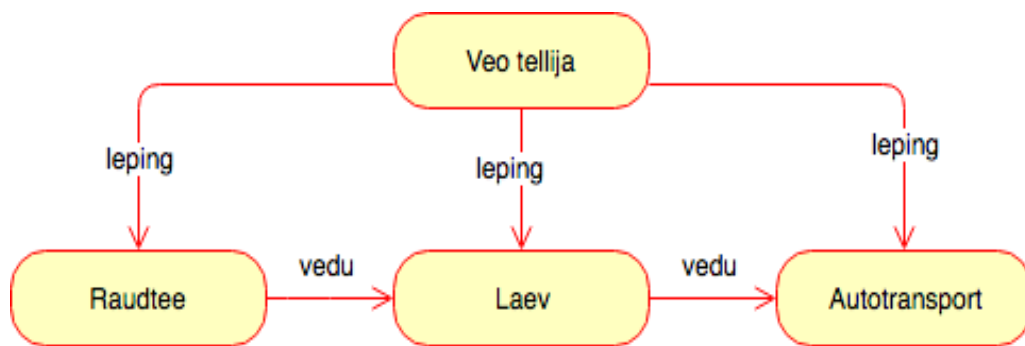 Veo tellija
leping
leping
leping
Raudtee
vedu
Laev
vedu
Autotransport